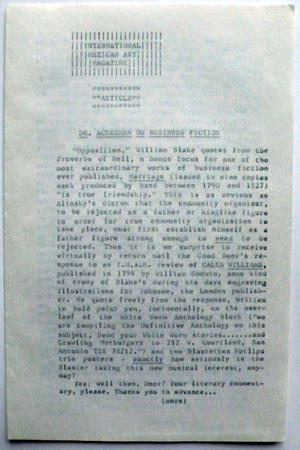 INTERNATIONAL
MEXICAN ART
MAGAZINE
**ARTICLE**
DR. ACKERMAN ON BUSINESS FICTION
"Opposition," William Blake quotes from the
Proverbs of Hell, a bonus focus for one of the
most extraordinary works of business fiction
ever published, Marriage (issued in nine copies
each produced by hand between 1790 and 1827)
"is true friendship." This is as obvious as
Alinsky's dictum that the community organizer,
to be rejected as a father or kinglike figure
in order for true community organization to
take place, must first establish himself as a
father figure strong enough to need to be
rejected. Thus it is no surprise to receive
virtually by return mail the Good Doer's re-
sponse to an I.M.A.M. review of CALEB WILLIAMS,
published in 1794 by William Godwin, some kind
of crony of Blake's during his days engraving
illustrations for Johnson, the London publish-
er. We quote freely from the response, written
in bold point pen, incidentally, on the over-
leaf of the White Worm Anthology blurb ("we
are compiling the Definitive Anthology on this
subject. Send your White Worm stories.......and
Crawling Hotburgers to 212 W. Courtland, San
Antonio TEX 78212.") and two Blastettes Rotlips
trio posters - exactly how seriously is the
Blaster taking this new musical interest, any-
way?
Yes, well then, Doer? Your literary comment-
ary, please. Thanks you in advance...
(more)